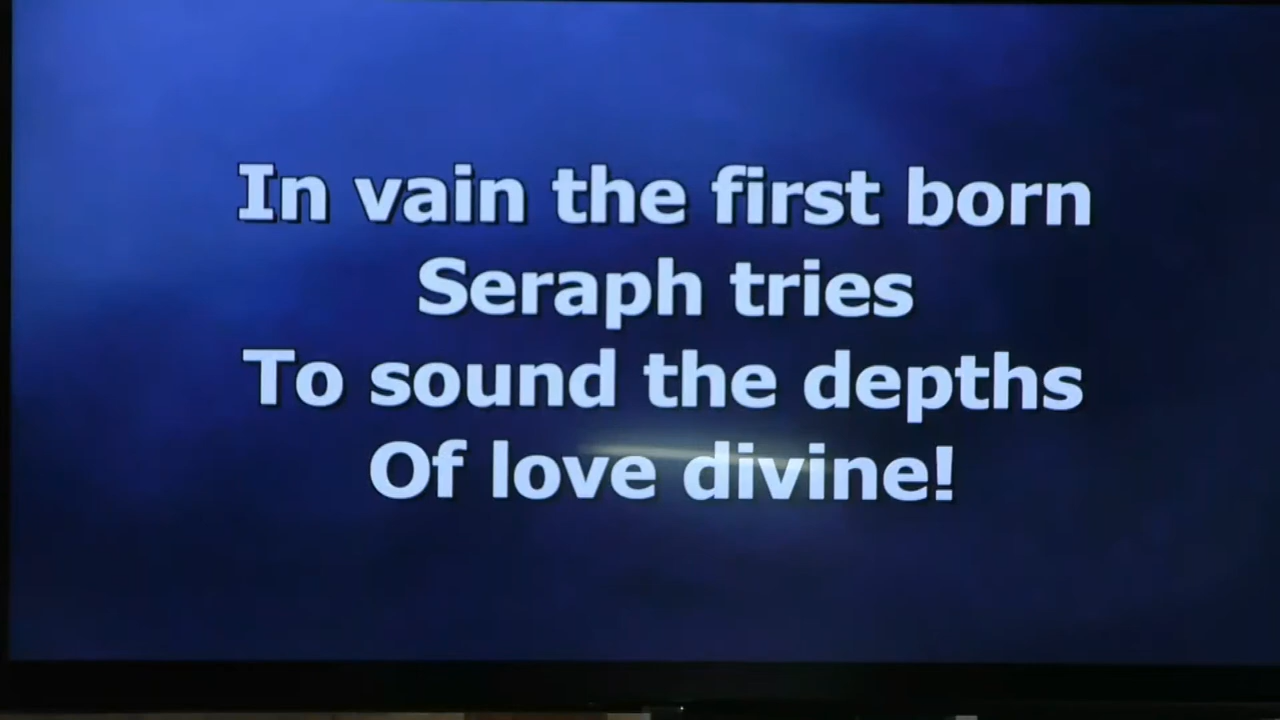 In vain the first born
Seraph tries
To sound the depths
Of love divine!